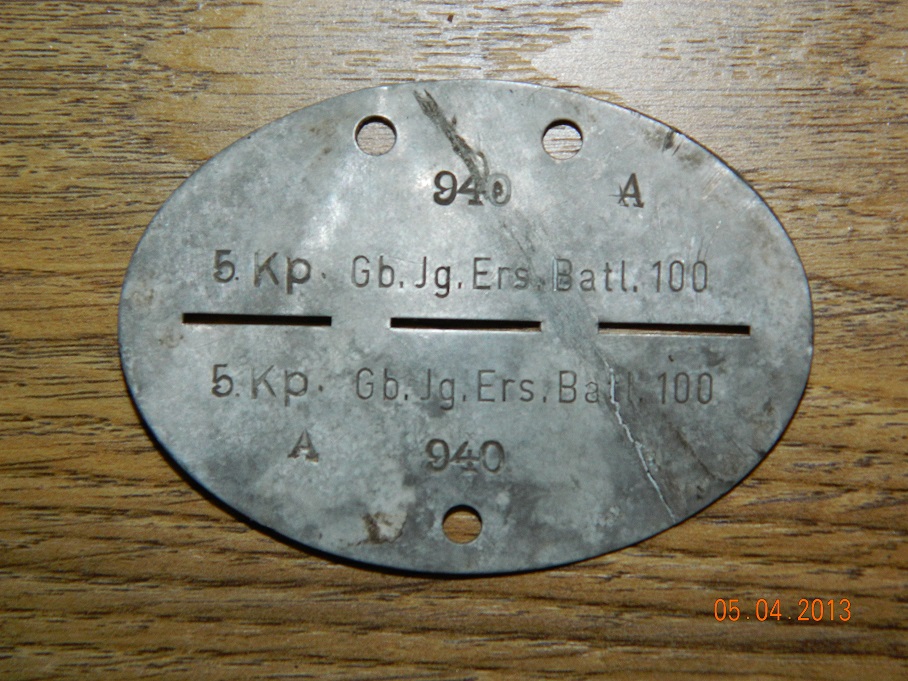 940 A
5. Kp. Gb. Jg. Ers. Batl. 100
5. Kp. Gb. Jg. Ers. Batl. 100
A 940
05.04.2013